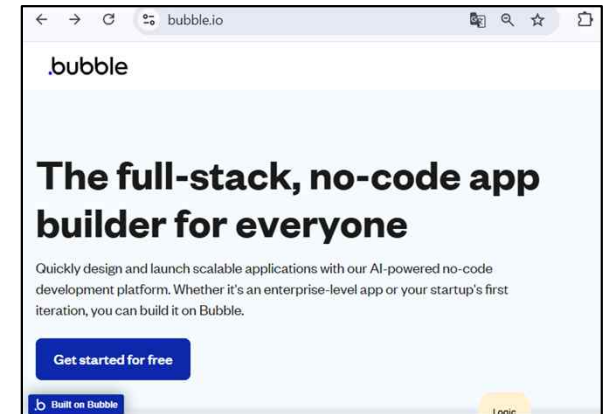 bubble.io
.bubble
The full-stack, no-code app
builder for everyone
Quickly design and launch scalable applications with our AI-powered no-code
development platform. Whether it's an enterprise-level app or your startup's first
iteration, you can build it on Bubble.
Get started for free
.b Built on Bubble
Logic